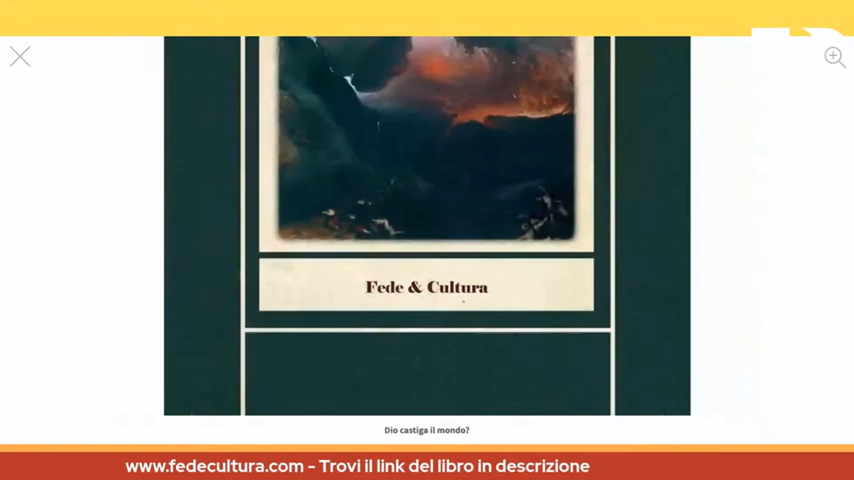 Fede & Cultura
Dio castiga il mondo?
www.fedecultura.com - Trovi il link del libro in descrizione